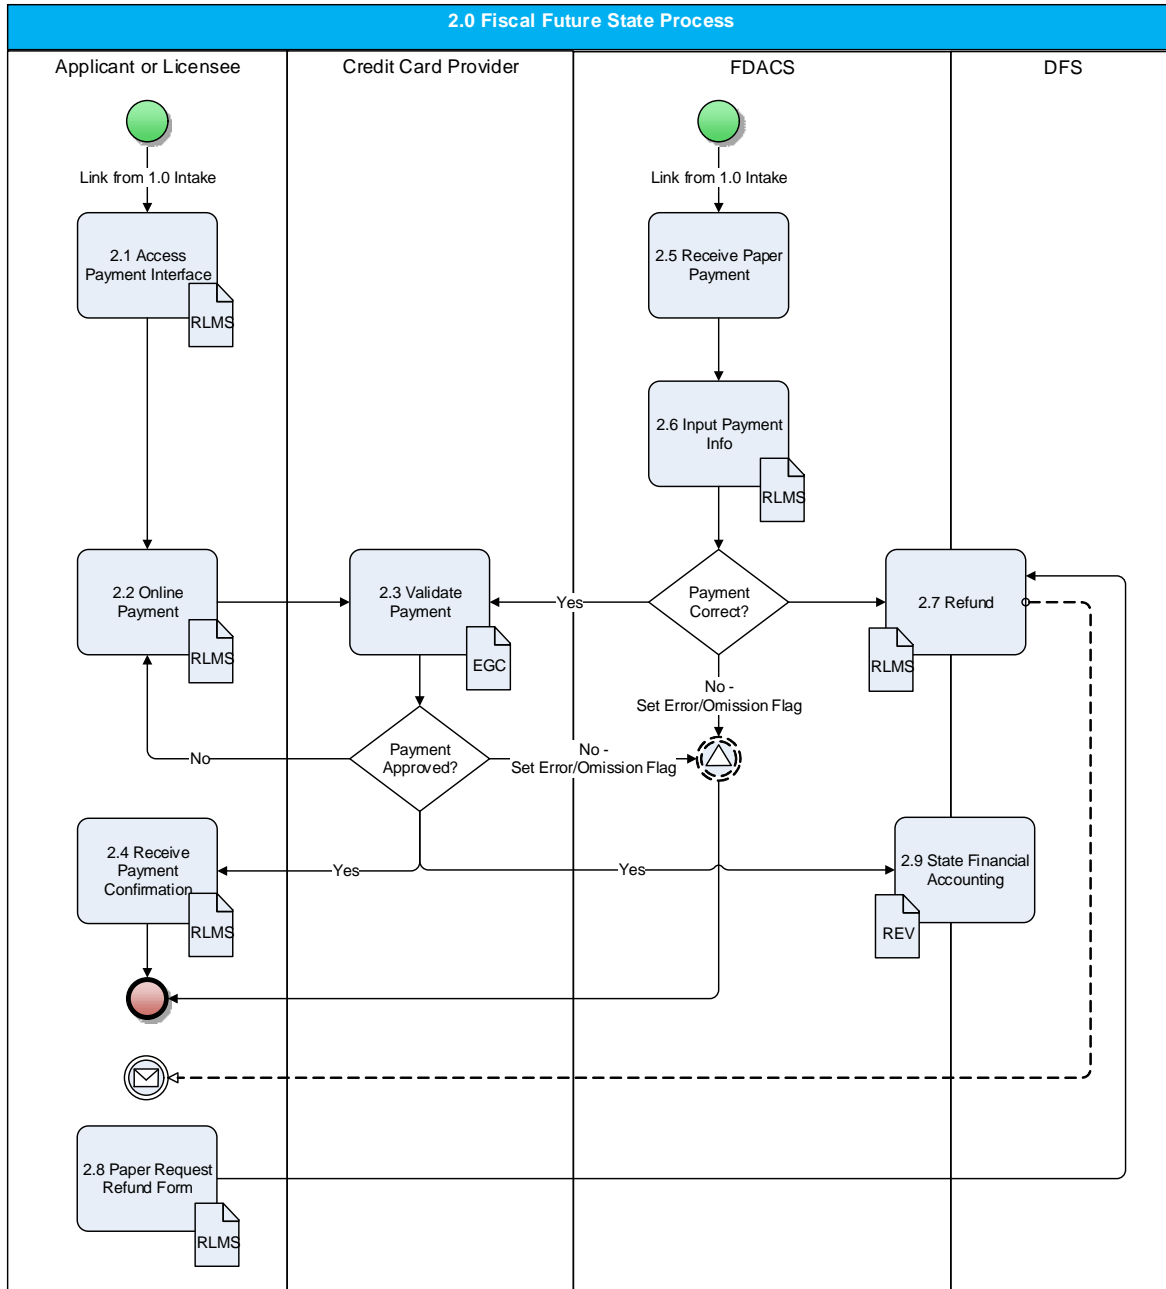 2.0 Fiscal Future State Process
Applicant or Licensee
Credit Card Provider
FDACS
DFS
Link from 1.0 Intake
Link from 1.0 Intake
2.1 Access
Payment Interface
RLMS
2.5 Receive Paper
Payment
2.6 Input Payment
Info
RLMS
2.2 Online
Payment
RLMS
2.3 Validate
Payment
EGC
Yes
Payment
Correct?
2.7 Refund
RLMS
No -
Set Error/Omission Flag
No
Payment
Approved?
No -
Set Error/Omission Flag
2.4 Receive
Payment
Confirmation
RLMS
Yes
Yes
2.9 State Financial
Accounting
REV
2.8 Paper Request
Refund Form
RLMS